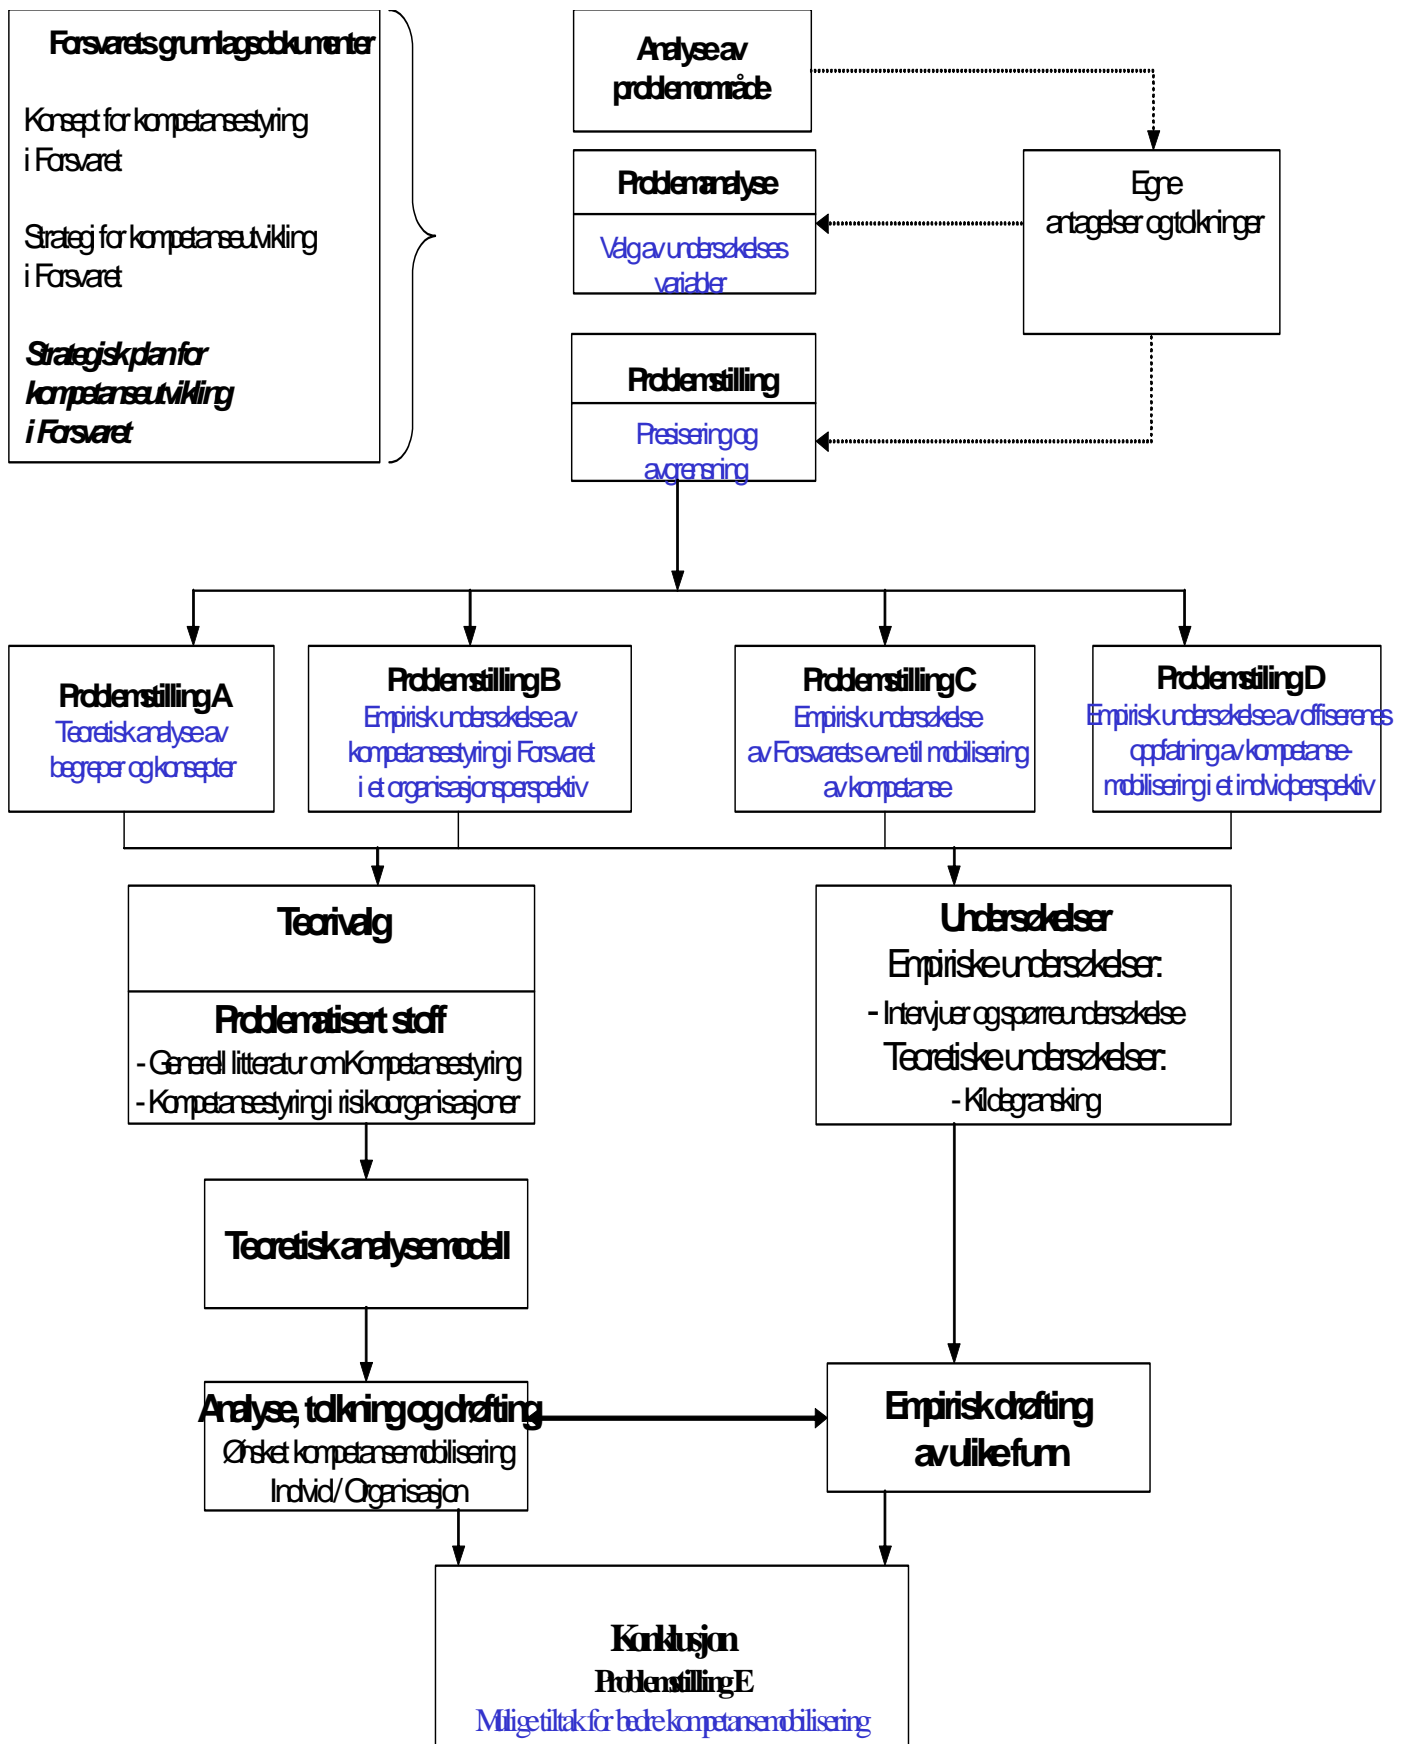 Forsvarets grunnlagsdokumenter
Konsept for kompetansestyring
i Forsvaret
Strategi for kompetanseutvikling
i Forsvaret
Strategisk plan for
kompetanseutvikling
i Forsvaret
Analyse av
problemområde
Problemanalyse
Valg av undersøkelses
variabler
Egne
antagelser og tolkninger
Problemstilling
Presisering og
avgrensning
Problemstilling A
Teoretisk analyse av
begreper og konsepter
Problemstilling B
Empirisk undersøkelse av
kompetansestyring i Forsvaret
i et organisasjonsperspektiv
Problemstilling C
Empirisk undersøkelse
av Forsvarets evne til mobilisering
av kompetanse
Problemstiling D
Empirisk undersøkelse av offiserenes
oppfatning av kompetanse-
mobilisering i et individperspektiv
Teorivalg
Problematisert stoff
- Generell litteratur om Kompetansestyring
- Kompetansestyring i risikoorganisasjoner
Undersøkelser
Empiriske undersøkelser:
- Intervjuer og spørreundersøkelse
Teoretiske undersøkelser:
- Kildegransking
Teoretisk analysemodell
Analyse, tolkning og drøfting
Ønsket kompetansemobilisering
Individ / Organisasjon
Empirisk drøfting
av ulike funn
Konklusjon
Problemstilling E
Mulige tiltak for bedre kompetansemobilisering